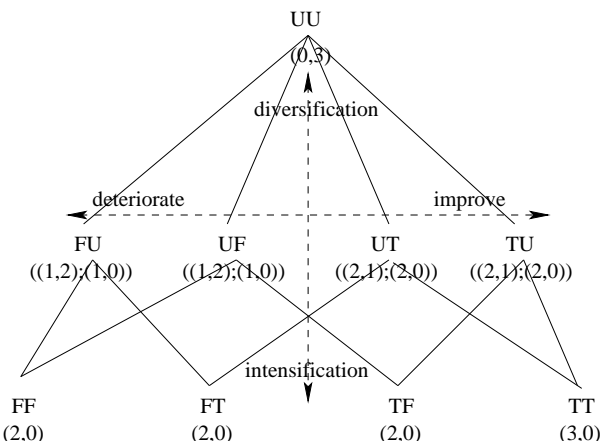 UU
(0,3)
diversification
deteriorate improve
FU UF UT TU
((1,2);(1,0)) ((1,2);(1,0)) ((2,1);(2,0)) ((2,1);(2,0))
intensification
FF FT TF TT
(2,0) (2,0) (2,0) (3,0)